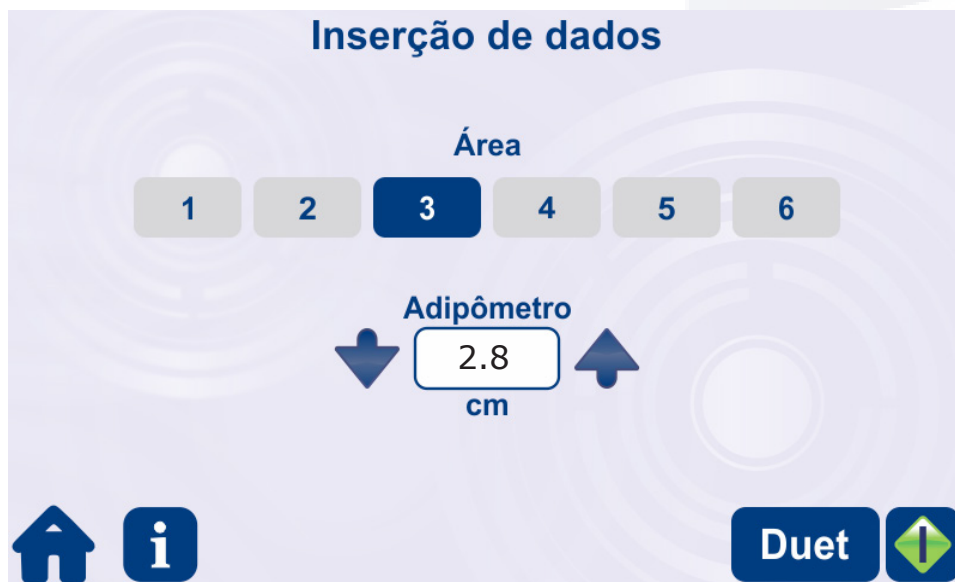 Inserção de dados
Área
1 2 3 4 5 6
Adipômetro
2.8
cm
i Duet